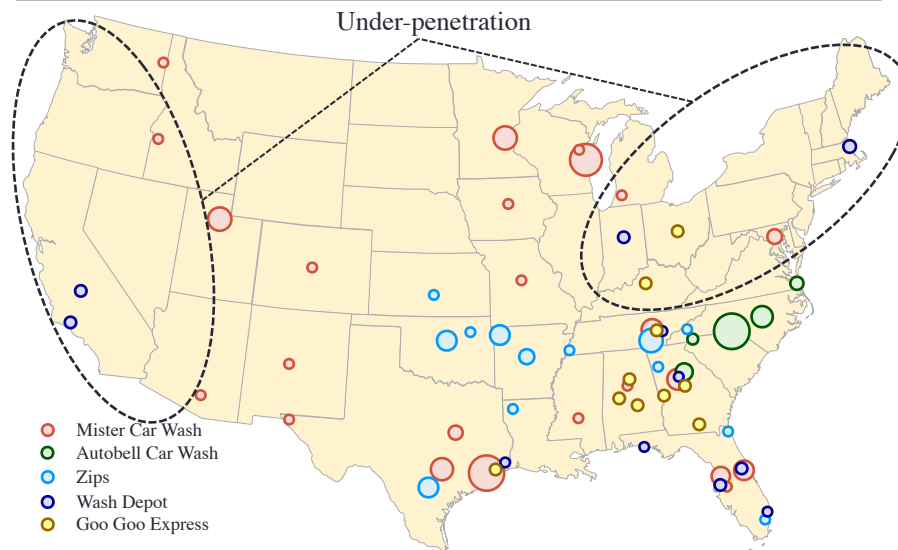 Under-penetration
Mister Car Wash
Autobell Car Wash
Zips
Wash Depot
Goo Goo Express